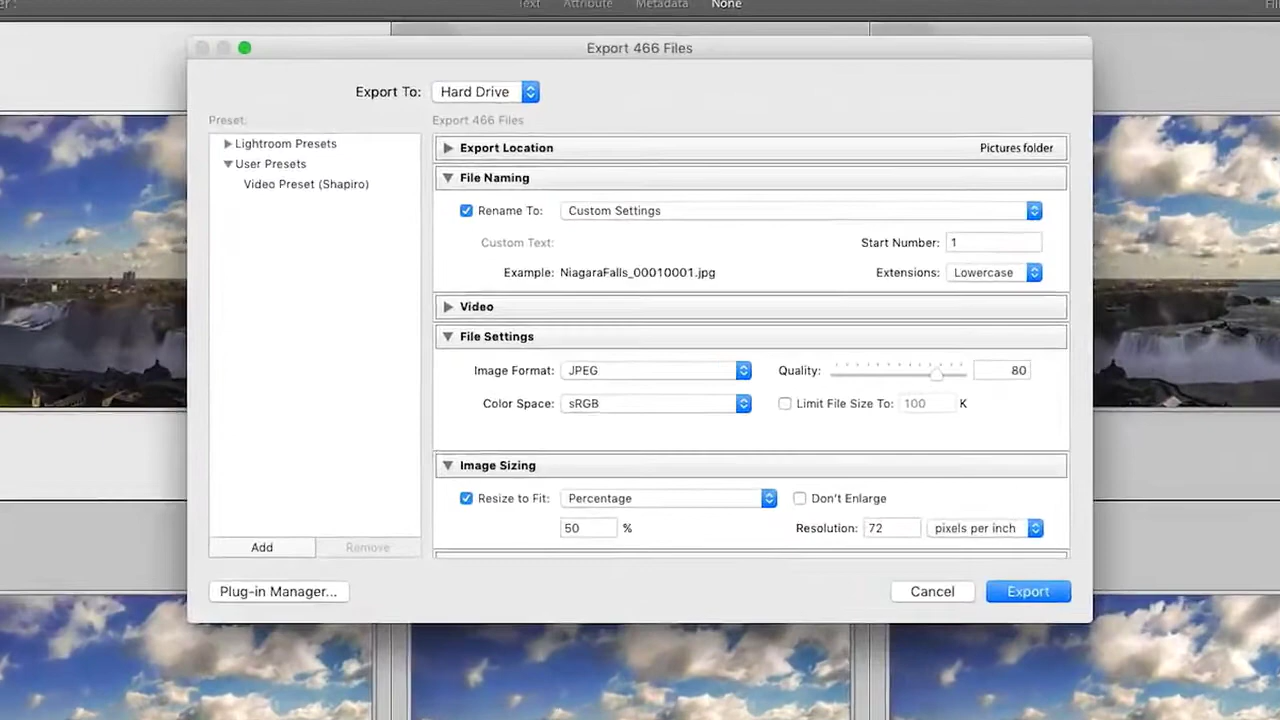 Text Attribute Metadata None
Export 466 Files
Export To: Hard Drive
Preset:
Export 466 Files
Lightroom Presets
User Presets
Video Preset (Shapiro)
Add
Remove
Export Location
Pictures folder
File Naming
Rename To: Custom Settings
Custom Text:
Start Number: 1
Example: NiagaraFalls_00010001.jpg
Extensions: Lowercase
Video
File Settings
Image Format: JPEG
Quality: 80
Color Space: sRGB
Limit File Size To: 100 K
Image Sizing
Resize to Fit: Percentage
Don't Enlarge
50 %
Resolution: 72 pixels per inch
Plug-in Manager...
Cancel
Export